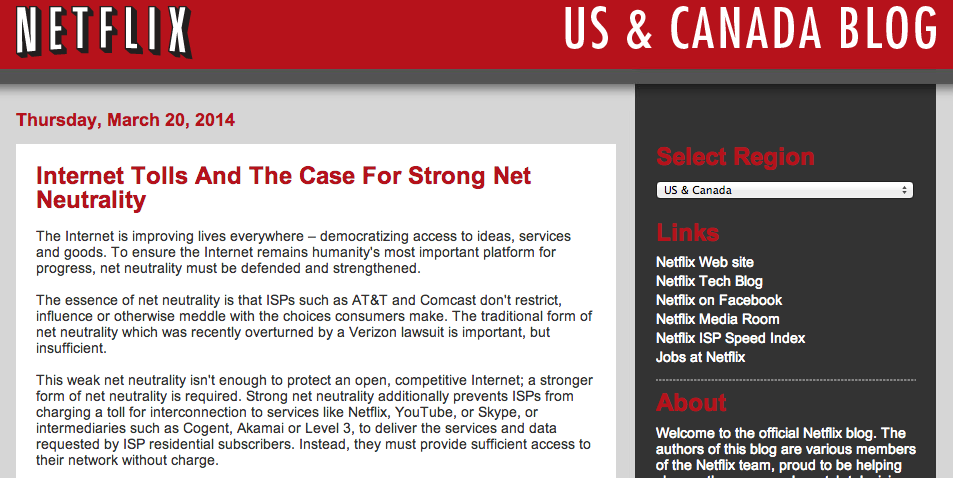 NETFLIX
US & CANADA BLOG
Thursday, March 20, 2014
Internet Tolls And The Case For Strong Net
Neutrality
The Internet is improving lives everywhere – democratizing access to ideas, services
and goods. To ensure the Internet remains humanity's most important platform for
progress, net neutrality must be defended and strengthened.
The essence of net neutrality is that ISPs such as AT&T and Comcast don't restrict,
influence or otherwise meddle with the choices consumers make. The traditional form of
net neutrality which was recently overturned by a Verizon lawsuit is important, but
insufficient.
This weak net neutrality isn't enough to protect an open, competitive Internet; a stronger
form of net neutrality is required. Strong net neutrality additionally prevents ISPs from
charging a toll for interconnection to services like Netflix, YouTube, or Skype, or
intermediaries such as Cogent, Akamai or Level 3, to deliver the services and data
requested by ISP residential subscribers. Instead, they must provide sufficient access to
their network without charge.
Select Region
US & Canada
Links
Netflix Web site
Netflix Tech Blog
Netflix on Facebook
Netflix Media Room
Netflix ISP Speed Index
Jobs at Netflix
About
Welcome to the official Netflix blog. The
authors of this blog are various members
of the Netflix team, proud to be helping